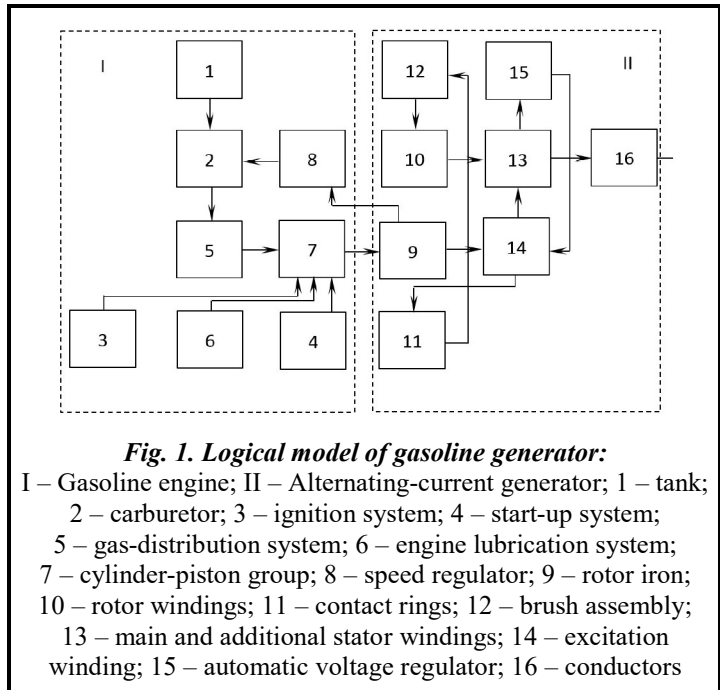 I
II
1
12
15
2
8
10
13
16
5
7
9
14
3
6
4
11
Fig. 1. Logical model of gasoline generator:
I – Gasoline engine; II – Alternating-current generator; 1 – tank;
2 – carburetor; 3 – ignition system; 4 – start-up system;
5 – gas-distribution system; 6 – engine lubrication system;
7 – cylinder-piston group; 8 – speed regulator; 9 – rotor iron;
10 – rotor windings; 11 – contact rings; 12 – brush assembly;
13 – main and additional stator windings; 14 – excitation
winding; 15 – automatic voltage regulator; 16 – conductors